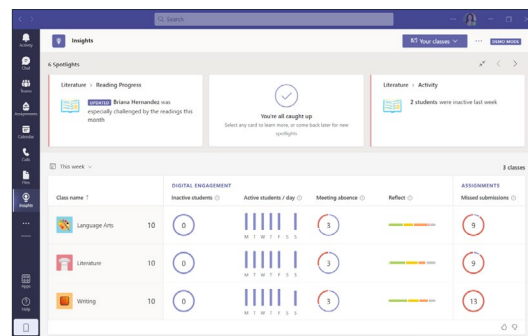 Search
Activity
Chat
Teams
Assignments
Calendar
Calls
Files
Insights
Apps
Help
Insights
Your classes
DEMO MODE
6 Spotlights
Literature > Reading Progress
UPDATED Briana Hernandez was
especially challenged by the readings this
month
You're all caught up
Select any card to learn more, or come back later for new
spotlights
Literature > Activity
2 students were inactive last week
This week
3 classes
DIGITAL ENGAGEMENT
ASSIGNMENTS
Class name ↑
Inactive students
Active students / day
Meeting absence
Reflect
Missed submissions
Language Arts 10 0 M T W T F S S 3 9
Literature 10 0 M T W T F S S 3 9
Writing 10 0 M T W T F S S 3 13